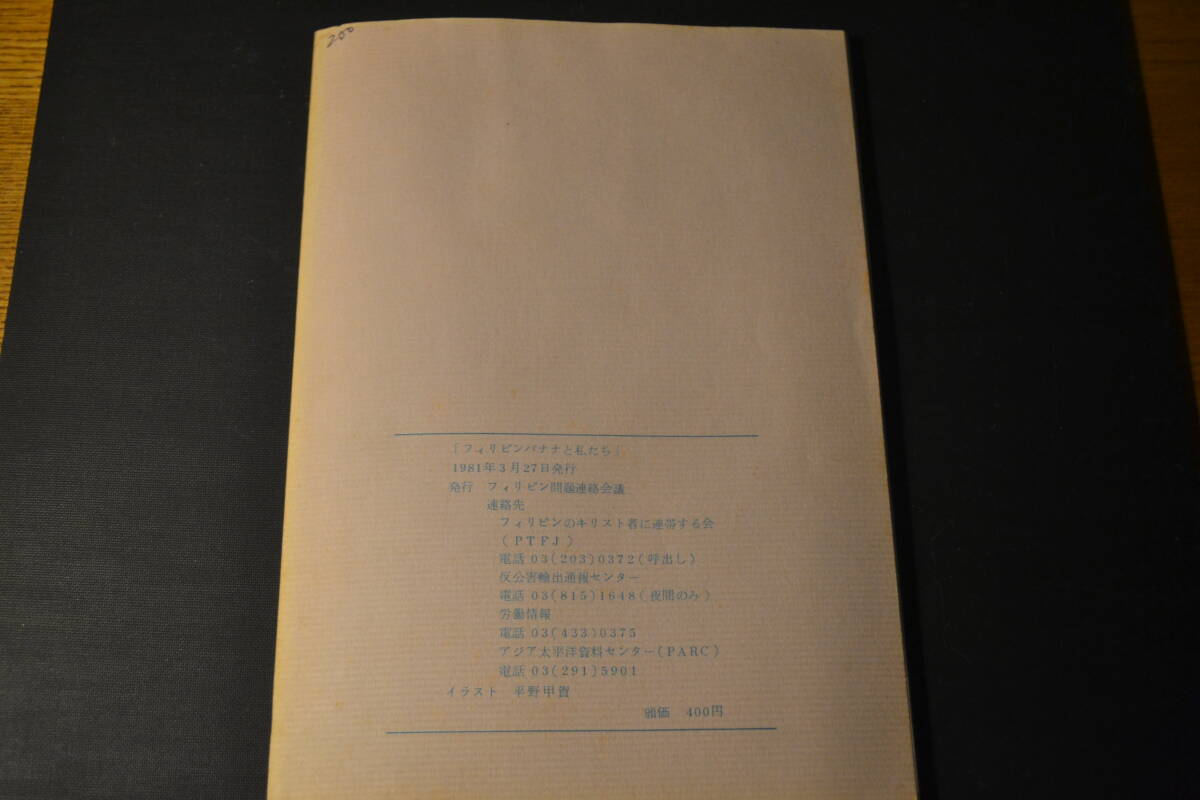 200
「フィリピンバナナと私たち」
1981年3月27日発行
発行 フィリピン問題連絡会議
連絡先
フィリピンのキリスト者に連帯する会
(PTFJ)
電話 03(203)0372(呼出し)
反公害輸出通報センター
電話 03(815)1648(夜間のみ)
労働情報
電話 03(433)0375
アジア太平洋資料センター(PARC)
電話 03(291)5901
イラスト 平野甲賀
頒価 400円